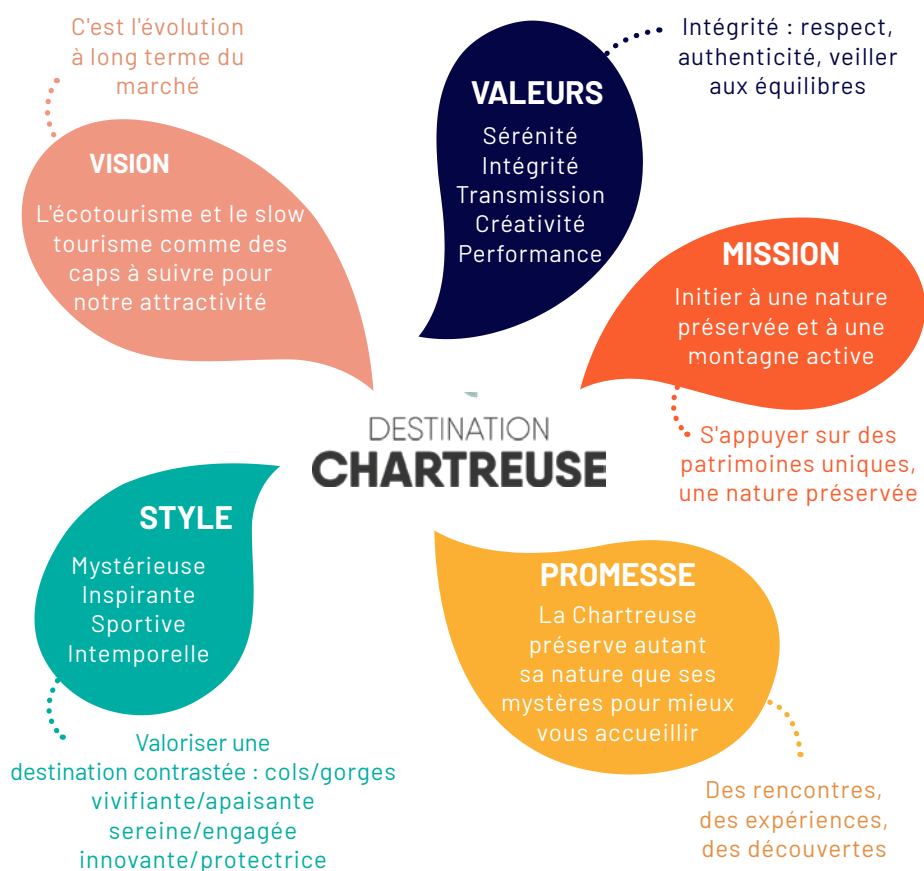 C'est l'évolution
à long terme du
marché
VISION
L'écotourisme et le slow
tourisme comme des
caps à suivre pour
notre attractivité
VALEURS
Sérénité
Intégrité
Transmission
Créativité
Performance
Intégrité : respect,
authenticité, veiller
aux équilibres
MISSION
Initier à une nature
préservée et à une
montagne active
S'appuyer sur des
patrimoines uniques,
une nature préservée
DESTINATION
CHARTREUSE
STYLE
Mystérieuse
Inspirante
Sportive
Intemporelle
Valoriser une
destination contrastée : cols/gorges
vivifiante/apaisante
sereine/engagée
innovante/protectrice
PROMESSE
La Chartreuse
préserve autant
sa nature que ses
mystères pour mieux
vous accueillir
Des rencontres,
des expériences,
des découvertes